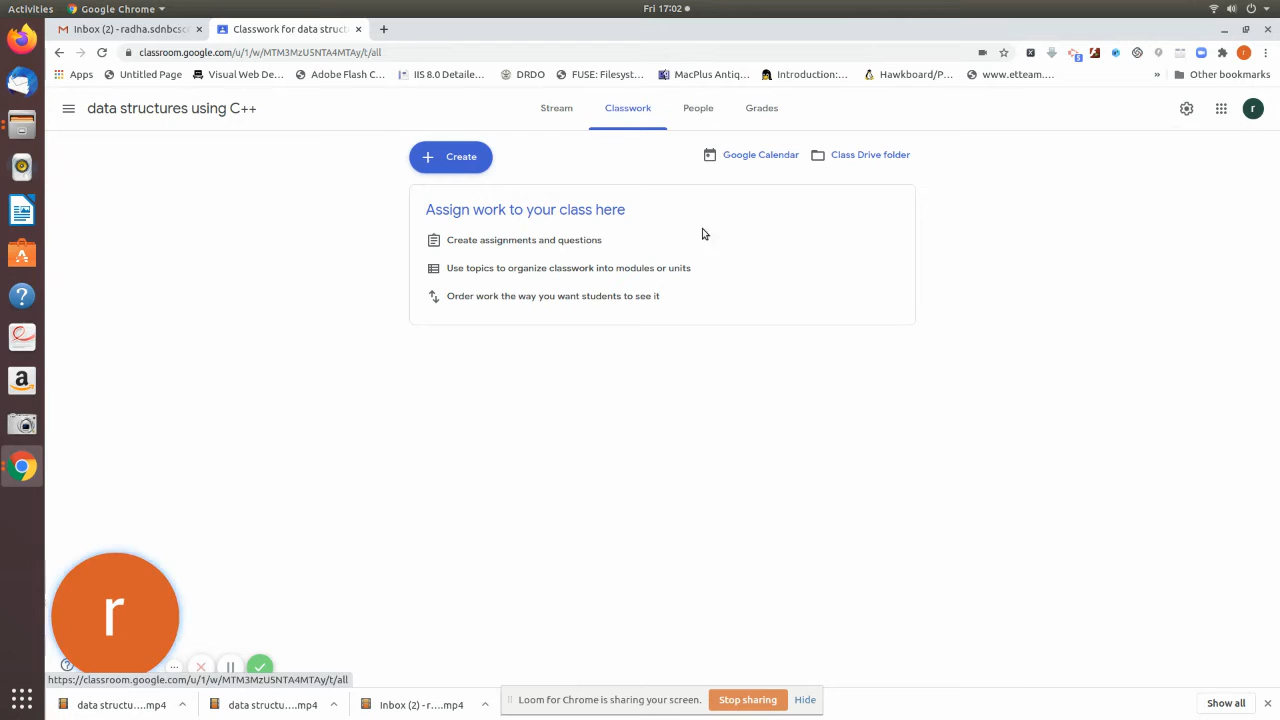 Activities Google Chrome Fri 17:02
Inbox (2) - radha.sdnbcsc Classwork for data struct
classroom.google.com/u/1/w/MTM3MzU5NTA4MTAy/t/all
Apps Untitled Page Visual Web De... Adobe Flash C... IIS 8.0 Detaile... DRDO FUSE: Filesyst... MacPlus Antiq... Introduction:... Hawkboard/P... www.etteam.... » Other bookmarks
data structures using C++ Stream Classwork People Grades r
+ Create Google Calendar Class Drive folder
Assign work to your class here
Create assignments and questions
Use topics to organize classwork into modules or units
Order work the way you want students to see it
r
https://classroom.google.com/u/1/w/MTM3MzU5NTA4MTAy/t/all
data structu....mp4 data structu....mp4 Inbox (2) - r....mp4 Loom for Chrome is sharing your screen. Stop sharing Hide Show all